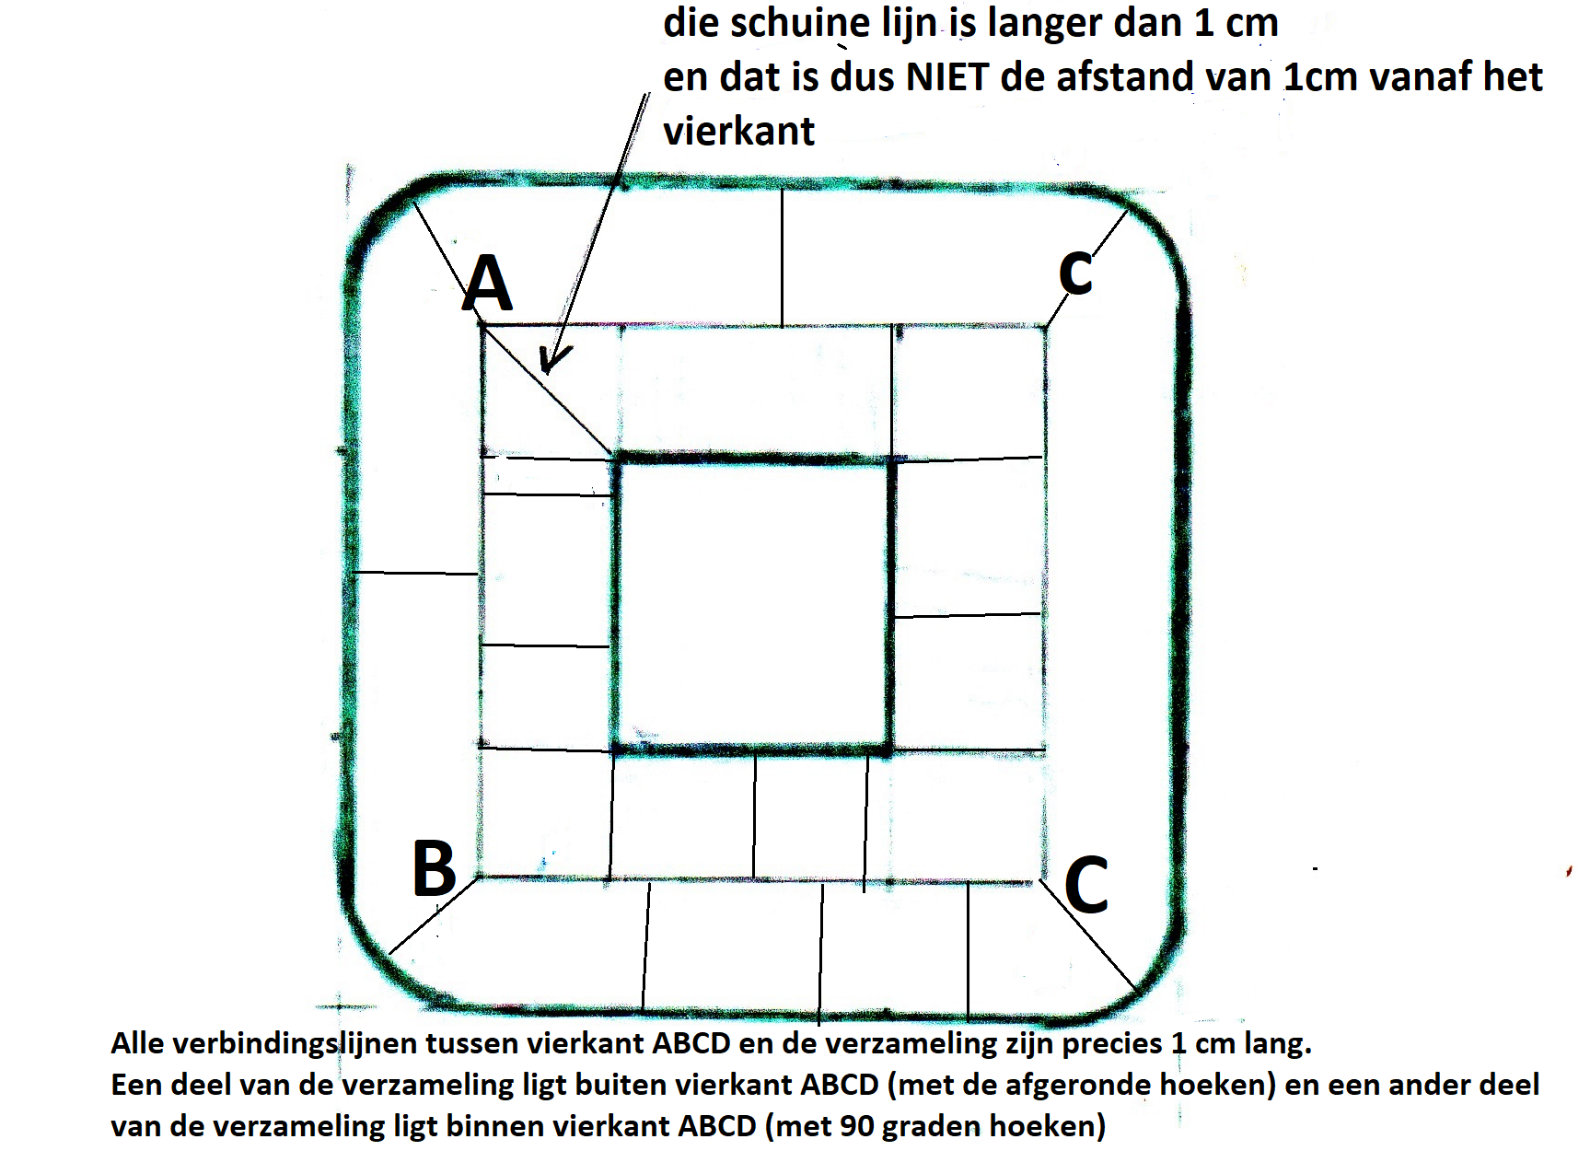 die schuine lijn is langer dan 1 cm
en dat is dus NIET de afstand van 1cm vanaf het
vierkant
A
c
B
C
Alle verbindingslijnen tussen vierkant ABCD en de verzameling zijn precies 1 cm lang.
Een deel van de verzameling ligt buiten vierkant ABCD (met de afgeronde hoeken) en een ander deel
van de verzameling ligt binnen vierkant ABCD (met 90 graden hoeken)